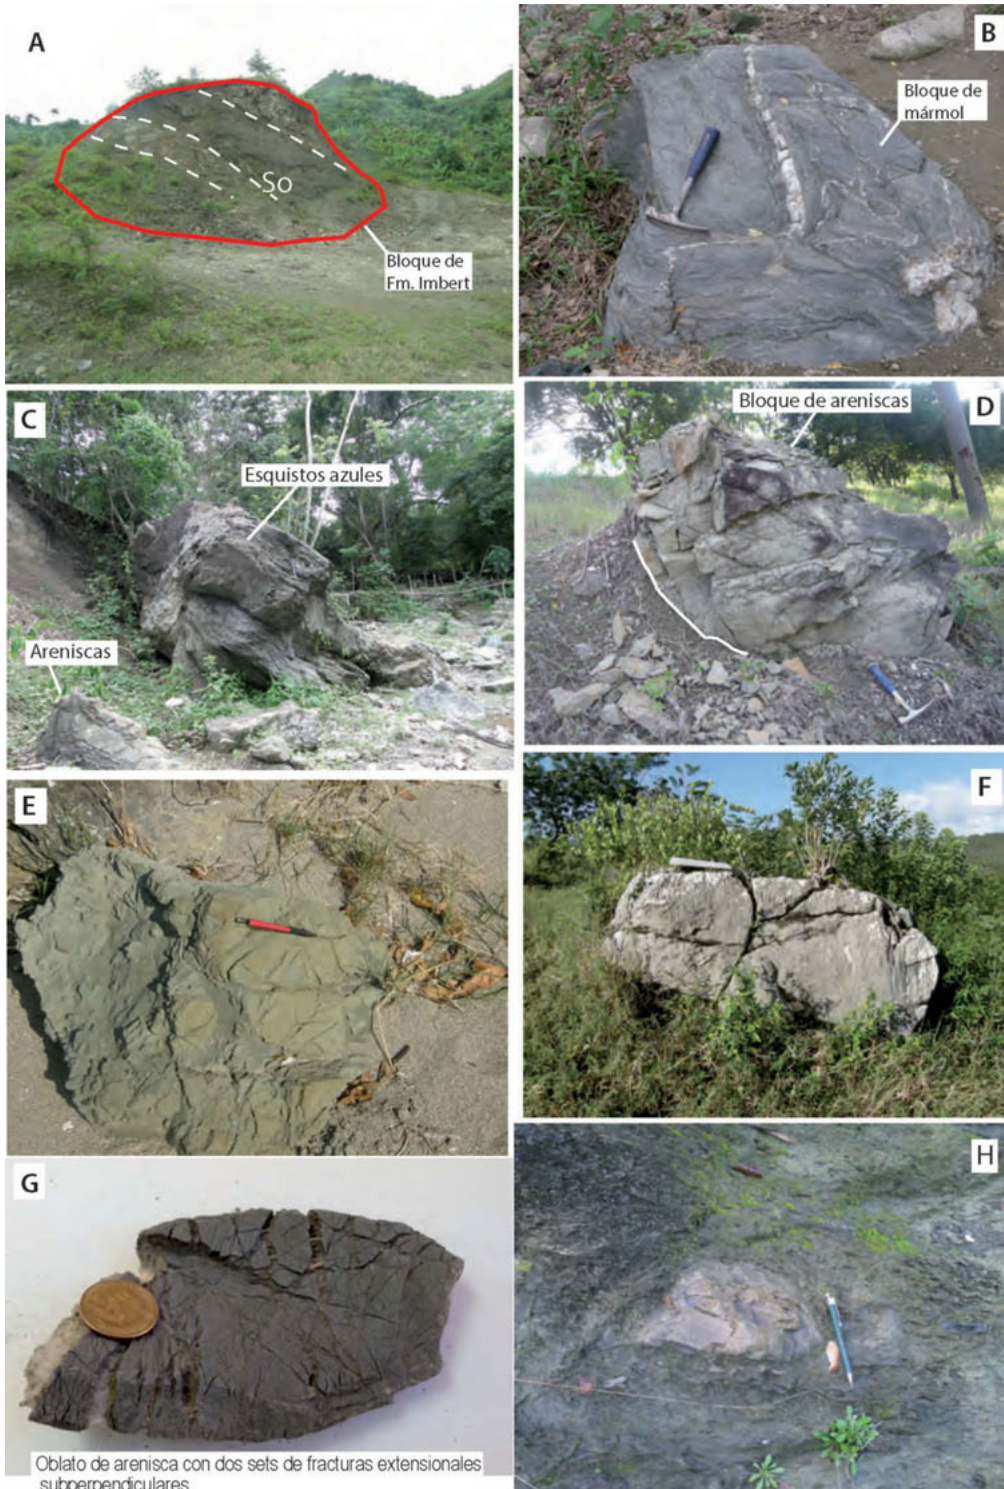 A
So
Bloque de
Fm. Imbert
B
Bloque de
mármol
C
Esquistos azules
Areniscas
D
Bloque de areniscas
E
F
G
Oblato de arenisca con dos sets de fracturas extensionales
subperpendiculares
H